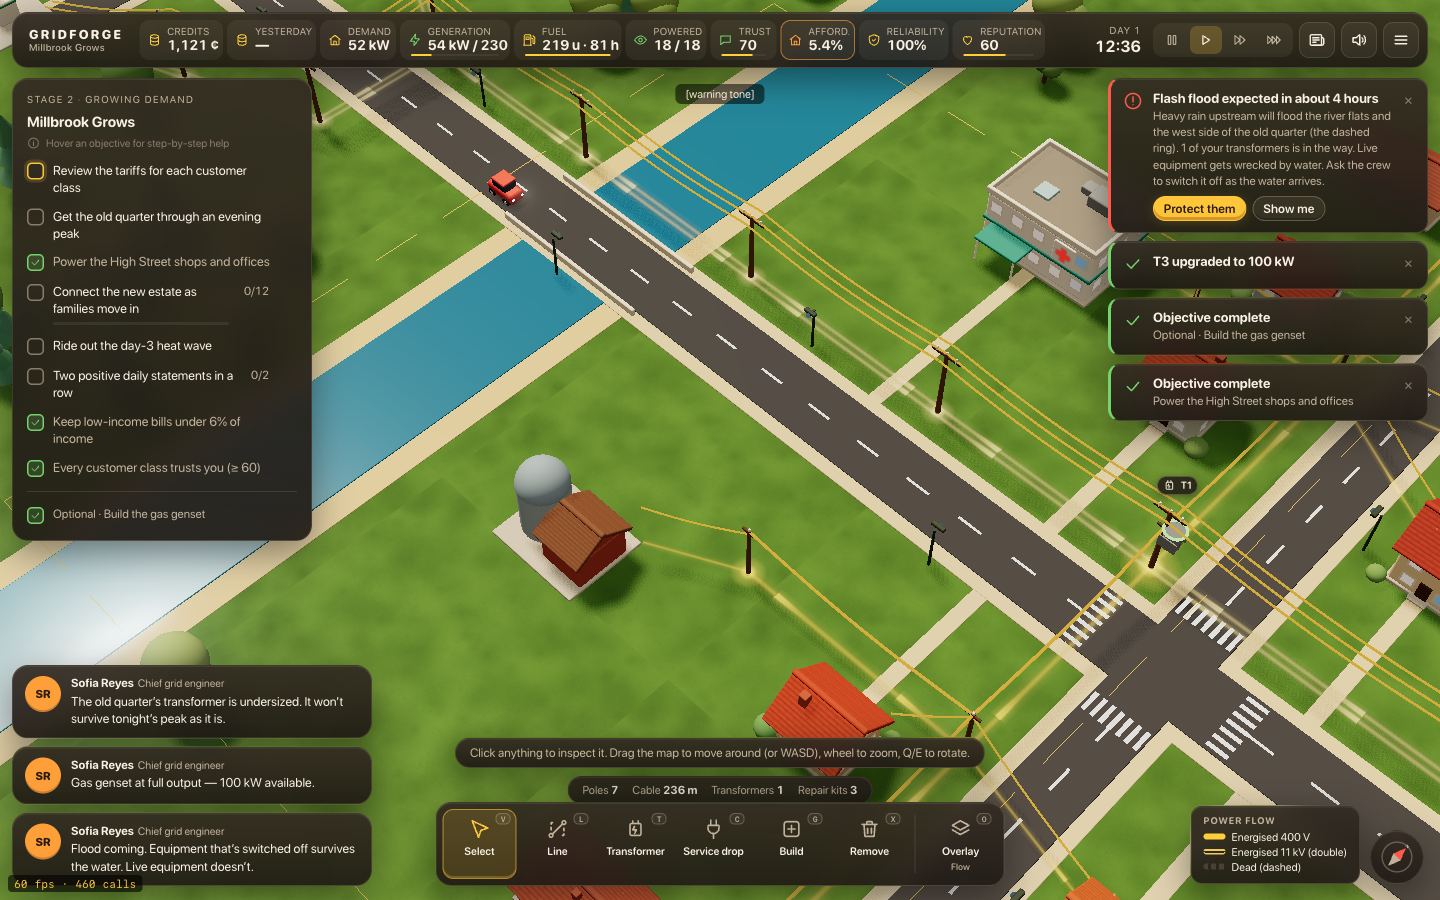 GRIDFORGE
Millbrook Grows
CREDITS
1,121 ¢
YESTERDAY
—
DEMAND
52 kW
GENERATION
54 kW / 230
FUEL
219 u · 81 h
POWERED
18 / 18
TRUST
70
AFFORD.
5.4%
RELIABILITY
100%
REPUTATION
60
DAY 1
12:36
STAGE 2 · GROWING DEMAND
Millbrook Grows
Hover an objective for step-by-step help
Review the tariffs for each customer
class
Get the old quarter through an evening
peak
Power the High Street shops and offices
Connect the new estate as 0/12
families move in
Ride out the day-3 heat wave
Two positive daily statements in a 0/2
row
Keep low-income bills under 6% of
income
Every customer class trusts you (≥ 60)
Optional · Build the gas genset
[warning tone]
Flash flood expected in about 4 hours
Heavy rain upstream will flood the river flats and
the west side of the old quarter (the dashed
ring). 1 of your transformers is in the way. Live
equipment gets wrecked by water. Ask the crew
to switch it off as the water arrives.
Protect them
Show me
T3 upgraded to 100 kW
Objective complete
Optional · Build the gas genset
Objective complete
Power the High Street shops and offices
T1
SR
Sofia Reyes Chief grid engineer
The old quarter's transformer is undersized. It won't
survive tonight's peak as it is.
SR
Sofia Reyes Chief grid engineer
Gas genset at full output — 100 kW available.
SR
Sofia Reyes Chief grid engineer
Flood coming. Equipment that's switched off survives
the water. Live equipment doesn't.
60 fps · 460 calls
Click anything to inspect it. Drag the map to move around (or WASD), wheel to zoom, Q/E to rotate.
Poles 7 Cable 236 m Transformers 1 Repair kits 3
V
Select
L
Line
T
Transformer
C
Service drop
G
Build
X
Remove
O
Overlay
Flow
POWER FLOW
Energised 400 V
Energised 11 kV (double)
Dead (dashed)